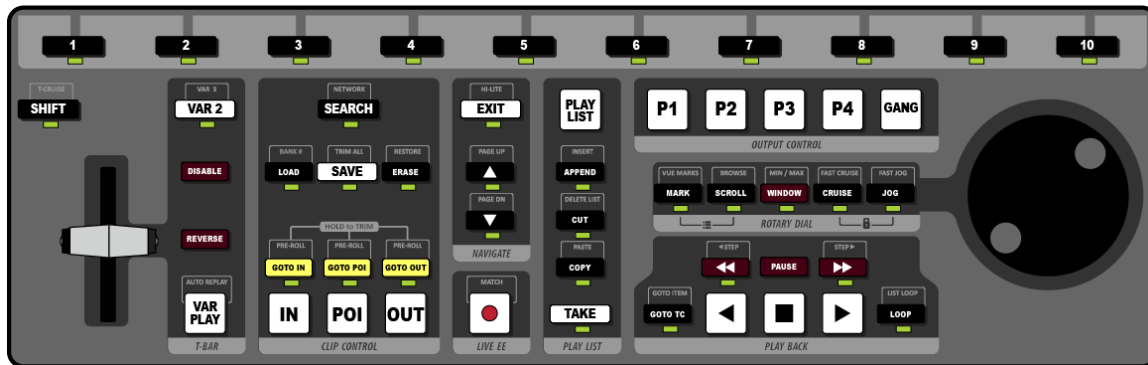 1 2 3 4 5 6 7 8 9 10
T-CRUISE
SHIFT
VAR 3
VAR 2
DISABLE
REVERSE
AUTO REPLAY
VAR PLAY
T-BAR
NETWORK
SEARCH
BANK # TRIM ALL RESTORE
LOAD SAVE ERASE
HOLD to TRIM
PRE-ROLL PRE-ROLL PRE-ROLL
GOTO IN GOTO POI GOTO OUT
IN POI OUT
CLIP CONTROL
HI-LITE
EXIT
PAGE UP
PAGE DN
NAVIGATE
MATCH
LIVE EE
PLAY
LIST
INSERT
APPEND
DELETE LIST
CUT
PASTE
COPY
TAKE
PLAY LIST
P1 P2 P3 P4 GANG
OUTPUT CONTROL
VUE MARKS BROWSE MIN / MAX FAST CRUISE FAST JOG
MARK SCROLL WINDOW CRUISE JOG
ROTARY DIAL
STEP STEP
PAUSE
GOTO ITEM LIST LOOP
GOTO TC LOOP
PLAY BACK